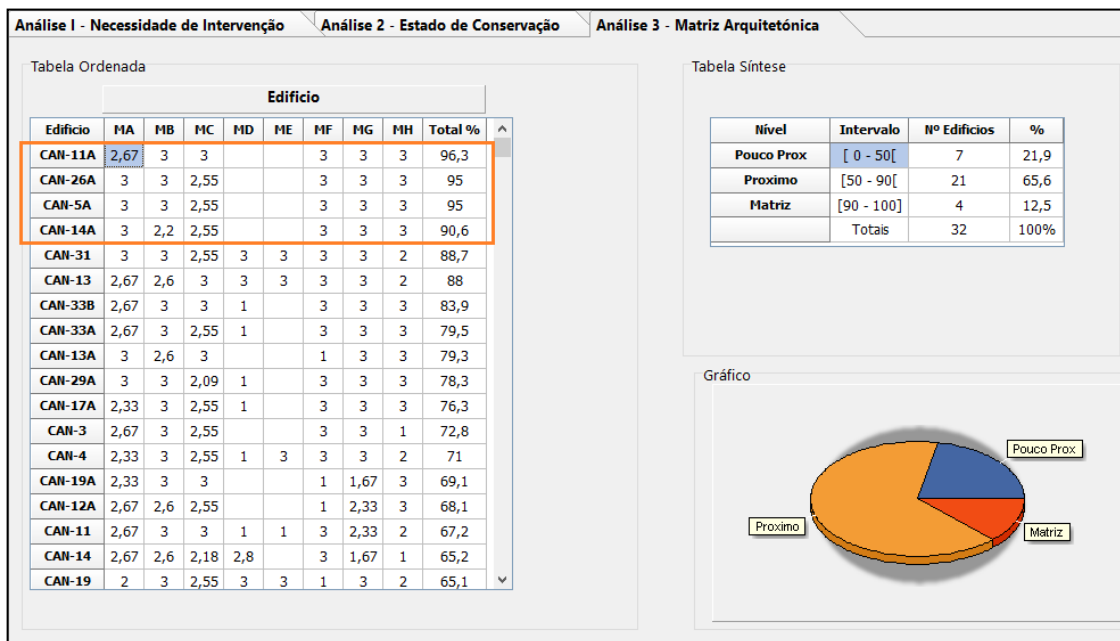 Análise I - Necessidade de Intervenção Análise 2 - Estado de Conservação Análise 3 - Matriz Arquitetónica
Tabela Ordenada
Edificio
Edificio MA MB MC MD ME MF MG MH Total %
CAN-11A 2,67 3 3 3 3 3 96,3
CAN-26A 3 3 2,55 3 3 3 95
CAN-5A 3 3 2,55 3 3 3 95
CAN-14A 3 2,2 2,55 3 3 3 90,6
CAN-31 3 3 2,55 3 3 3 3 2 88,7
CAN-13 2,67 2,6 3 3 3 3 3 2 88
CAN-33B 2,67 3 3 1 3 3 3 83,9
CAN-33A 2,67 3 2,55 1 3 3 3 79,5
CAN-13A 3 2,6 3 1 3 3 79,3
CAN-29A 3 3 2,09 1 3 3 3 78,3
CAN-17A 2,33 3 2,55 1 3 3 3 76,3
CAN-3 2,67 3 2,55 3 3 1 72,8
CAN-4 2,33 3 2,55 1 3 3 3 2 71
CAN-19A 2,33 3 3 1 1,67 3 69,1
CAN-12A 2,67 2,6 2,55 1 2,33 3 68,1
CAN-11 2,67 3 3 1 1 3 2,33 2 67,2
CAN-14 2,67 2,6 2,18 2,8 3 1,67 1 65,2
CAN-19 2 3 2,55 3 3 1 3 2 65,1
Tabela Síntese
Nível Intervalo Nº Edificios %
Pouco Prox [ 0 - 50[ 7 21,9
Proximo [50 - 90[ 21 65,6
Matriz [90 - 100] 4 12,5
Totais 32 100%
Gráfico
Pouco Prox
Proximo
Matriz